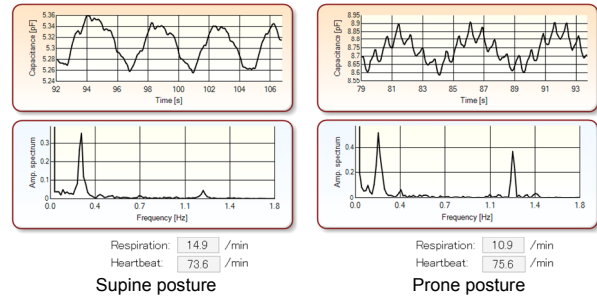 Capacitance [pF]
5.36
5.34
5.32
5.3
5.28
5.26
5.24
92 94 96 98 100 102 104 106
Time [s]
Amp. spectrum
0.3
0.2
0.1
0
0.0 0.4 0.7 1.1 1.4 1.8
Frequency [Hz]
Respiration: 14.9 /min
Heartbeat: 73.6 /min
Supine posture
Capacitance [pF]
8.95
8.9
8.85
8.8
8.75
8.7
8.65
8.6
8.55
79 81 83 85 87 89 91 93
Time [s]
Amp. spectrum
0.4
0.2
0
0.0 0.4 0.7 1.1 1.4 1.8
Frequency [Hz]
Respiration: 10.9 /min
Heartbeat: 75.6 /min
Prone posture